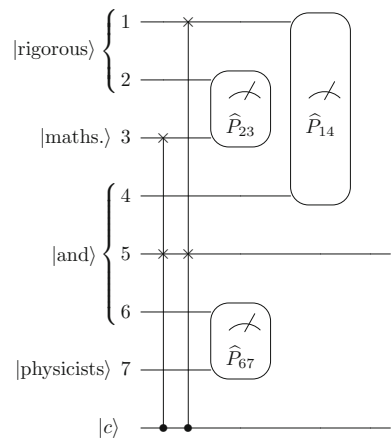 |rigorous⟩ 1
2
|maths.⟩ 3
4
|and⟩ 5
6
|physicists⟩ 7
|c⟩
P̂₂₃
P̂₁₄
P̂₆₇